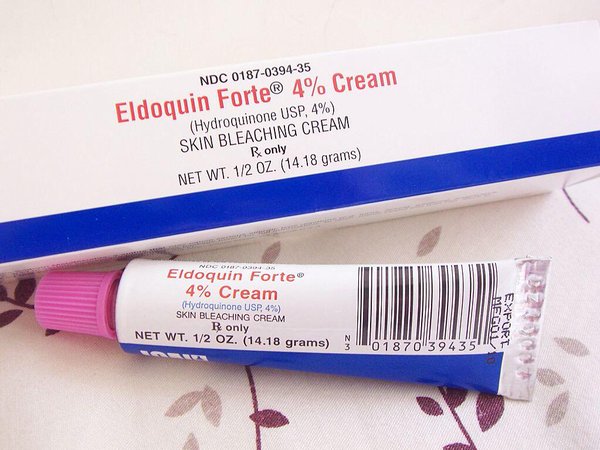 NDC 0187-0394-35
Eldoquin Forte® 4% Cream
(Hydroquinone USP, 4%)
SKIN BLEACHING CREAM
℞ only
NET WT. 1/2 OZ. (14.18 grams)
NDC 0187-0394-35
Eldoquin Forte®
4% Cream
(Hydroquinone USP, 4%)
SKIN BLEACHING CREAM
℞ only
NET WT. 1/2 OZ. (14.18 grams)
N
3
01870 39435
EXPORT